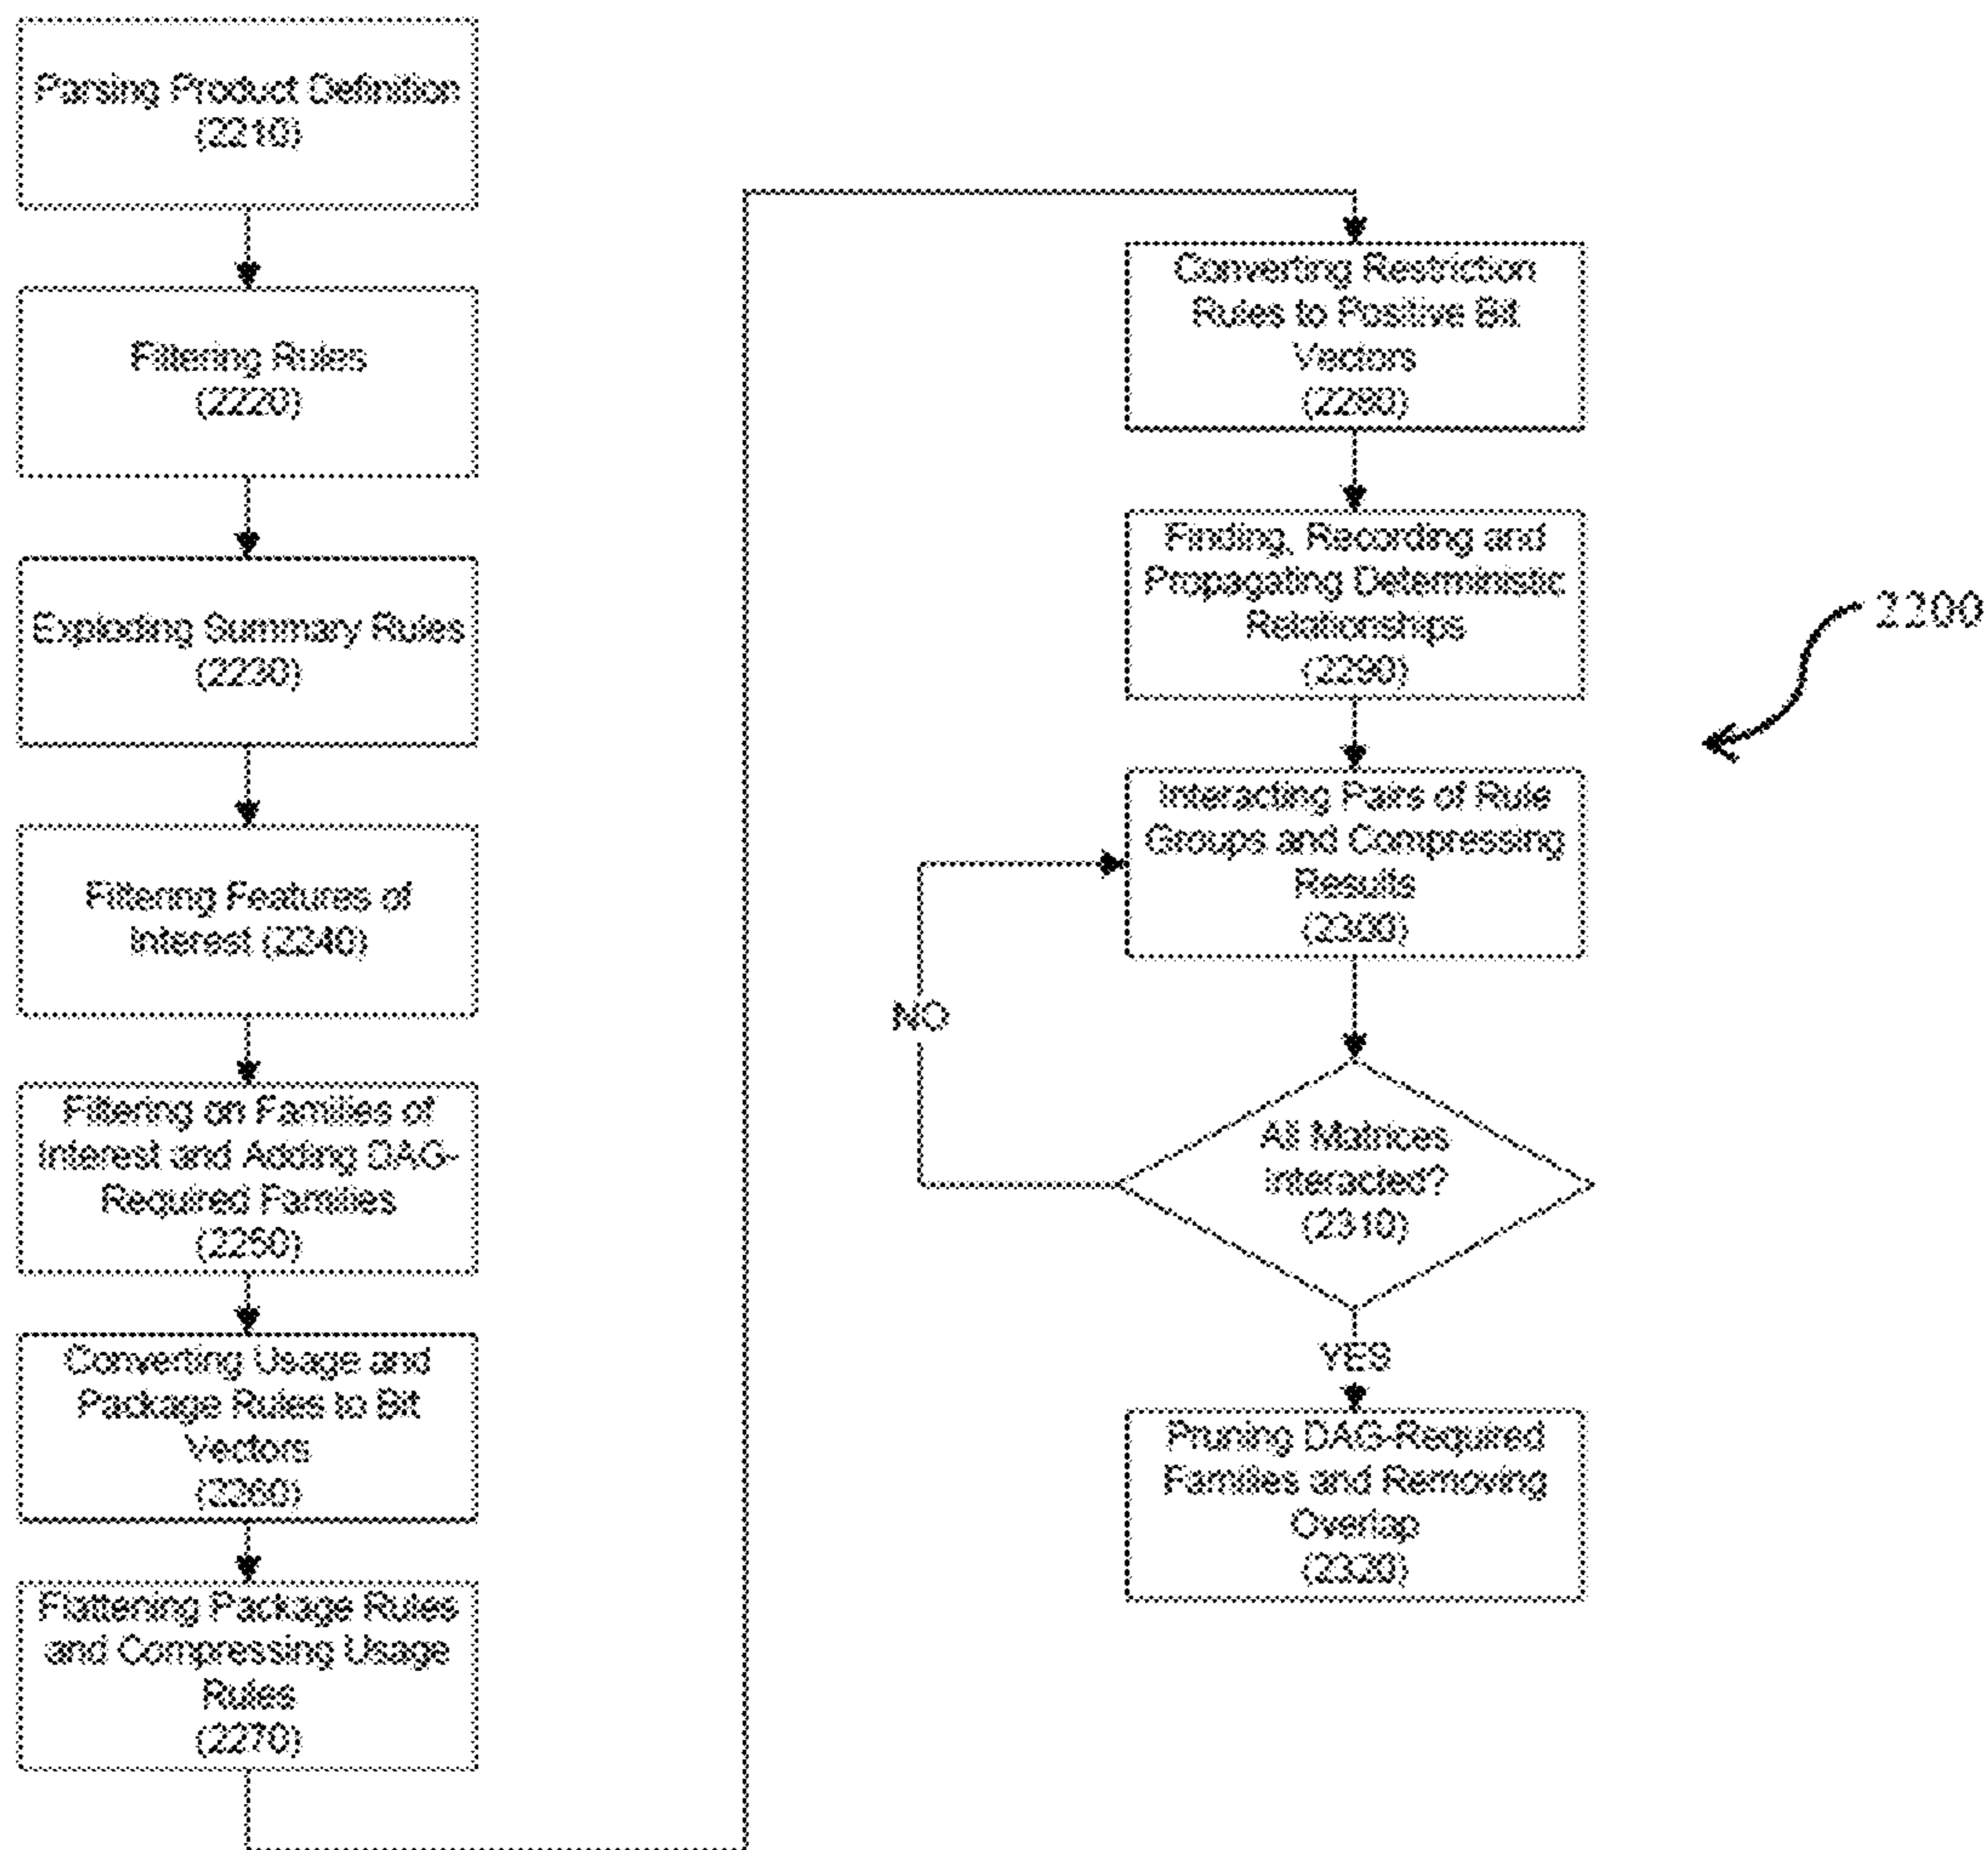 Parsing Product Definition
(2210)
Filtering Rules
(2220)
Exploding Summary Rules
(2230)
Filtering Features of
Interest (2240)
Filtering on Families of
Interest and Adding DAG-
Required Families
(2250)
Converting Usage and
Package Rules to Bit
Vectors
(2260)
Flattening Package Rules
and Compressing Usage
Rules
(2270)
Converting Restriction
Rules to Positive Bit
Vectors
(2280)
Finding, Recording and
Propagating Deterministic
Relationships
(2290)
Interacting Pairs of Rule
Groups and Compressing
Results
(2300)
All Matrices
interacted?
(2310)
NO
YES
Pruning DAG-Required
Families and Removing
Overlap
(2320)
2200